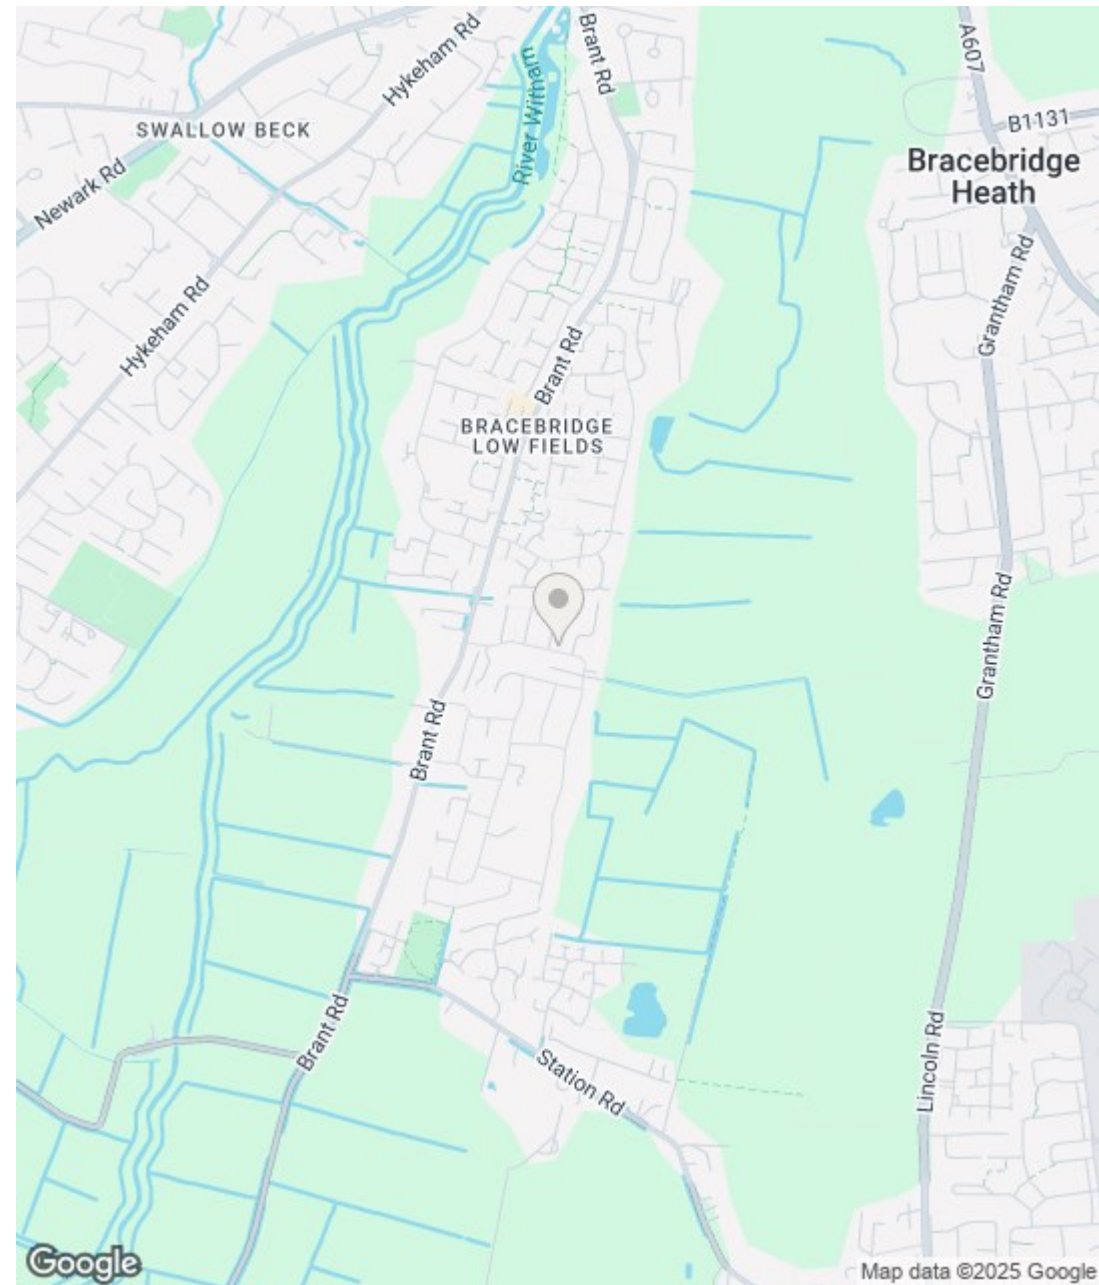 Hykeham Rd
Brant Rd
A607
River Witham
B1131
SWALLOW BECK
Bracebridge
Heath
Newark Rd
Grantham Rd
Hykeham Rd
Brant Rd
BRACEBRIDGE
LOW FIELDS
Grantham Rd
Brant Rd
Brant Rd
Station Rd
Lincoln Rd
Google
Map data ©2025 Google